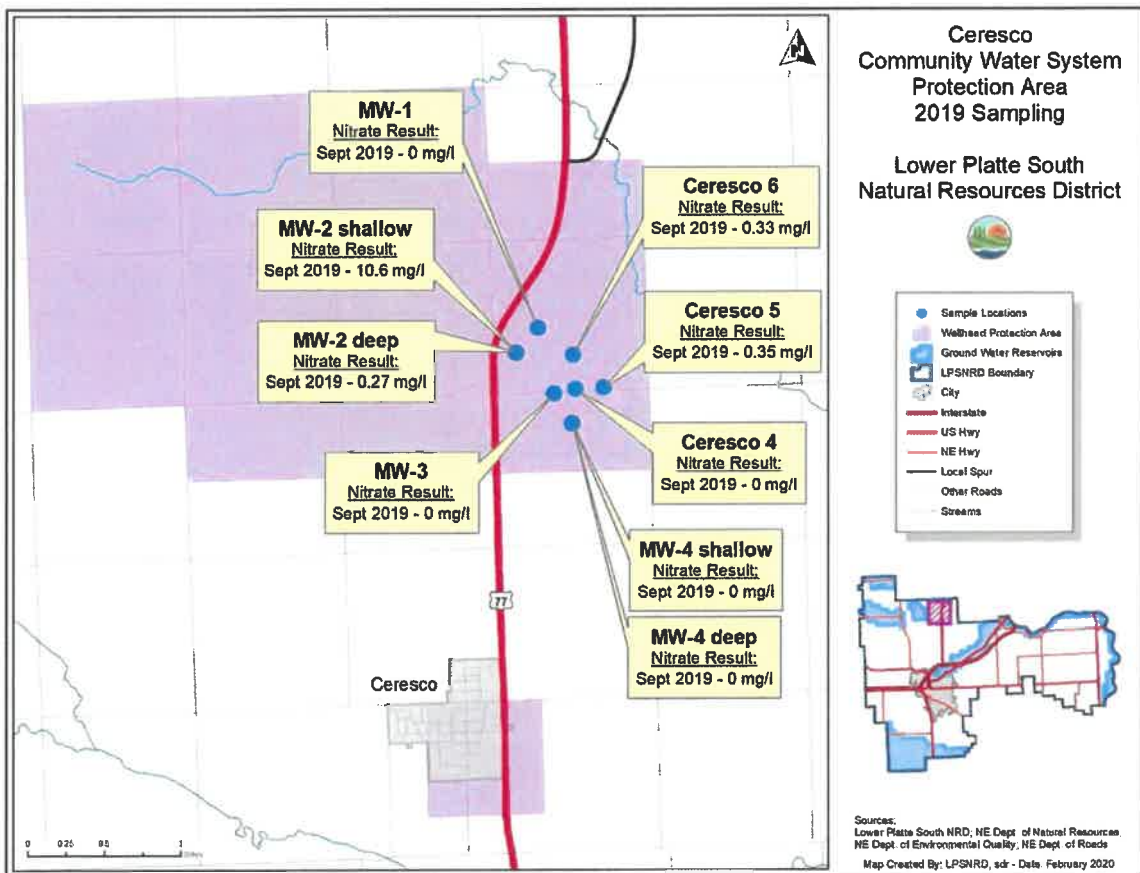 Ceresco
Community Water System
Protection Area
2019 Sampling
Lower Platte South
Natural Resources District
N
MW-1
Nitrate Result:
Sept 2019 - 0 mg/l
MW-2 shallow
Nitrate Result:
Sept 2019 - 10.6 mg/l
MW-2 deep
Nitrate Result:
Sept 2019 - 0.27 mg/l
MW-3
Nitrate Result:
Sept 2019 - 0 mg/l
Ceresco 6
Nitrate Result:
Sept 2019 - 0.33 mg/l
Ceresco 5
Nitrate Result:
Sept 2019 - 0.35 mg/l
Ceresco 4
Nitrate Result:
Sept 2019 - 0 mg/l
MW-4 shallow
Nitrate Result:
Sept 2019 - 0 mg/l
MW-4 deep
Nitrate Result:
Sept 2019 - 0 mg/l
77
Ceresco
0 0.25 0.5 1
Sample Locations
Wellhead Protection Area
Ground Water Reservoirs
LPSNRD Boundary
City
Interstate
US Hwy
NE Hwy
Local Spur
Other Roads
Streams
Sources:
Lower Platte South NRD; NE Dept. of Natural Resources,
NE Dept. of Environmental Quality; NE Dept. of Roads
Map Created By: LPSNRD, sdr - Date: February 2020